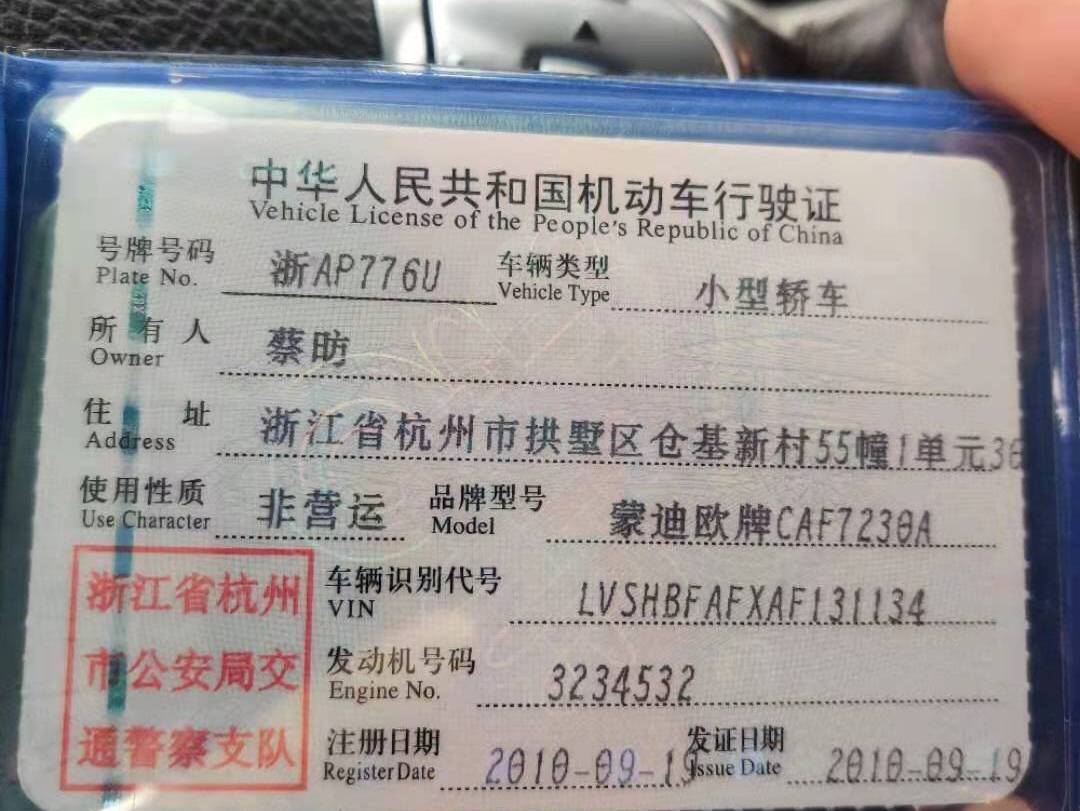 中华人民共和国机动车行驶证
Vehicle License of the People's Republic of China
号牌号码 浙AP776U 车辆类型 小型轿车
Plate No. Vehicle Type
所有人 蔡昉
Owner
住址 浙江省杭州市拱墅区仓基新村55幢1单元30
Address
使用性质 非营运 品牌型号 蒙迪欧牌CAF7230A
Use Character Model
浙江省杭州
市公安局交
通警察支队
车辆识别代号 LVSHBFAFXAF131134
VIN
发动机号码 3234532
Engine No.
注册日期 2010-09-19 发证日期 2010-09-19
Register Date Issue Date